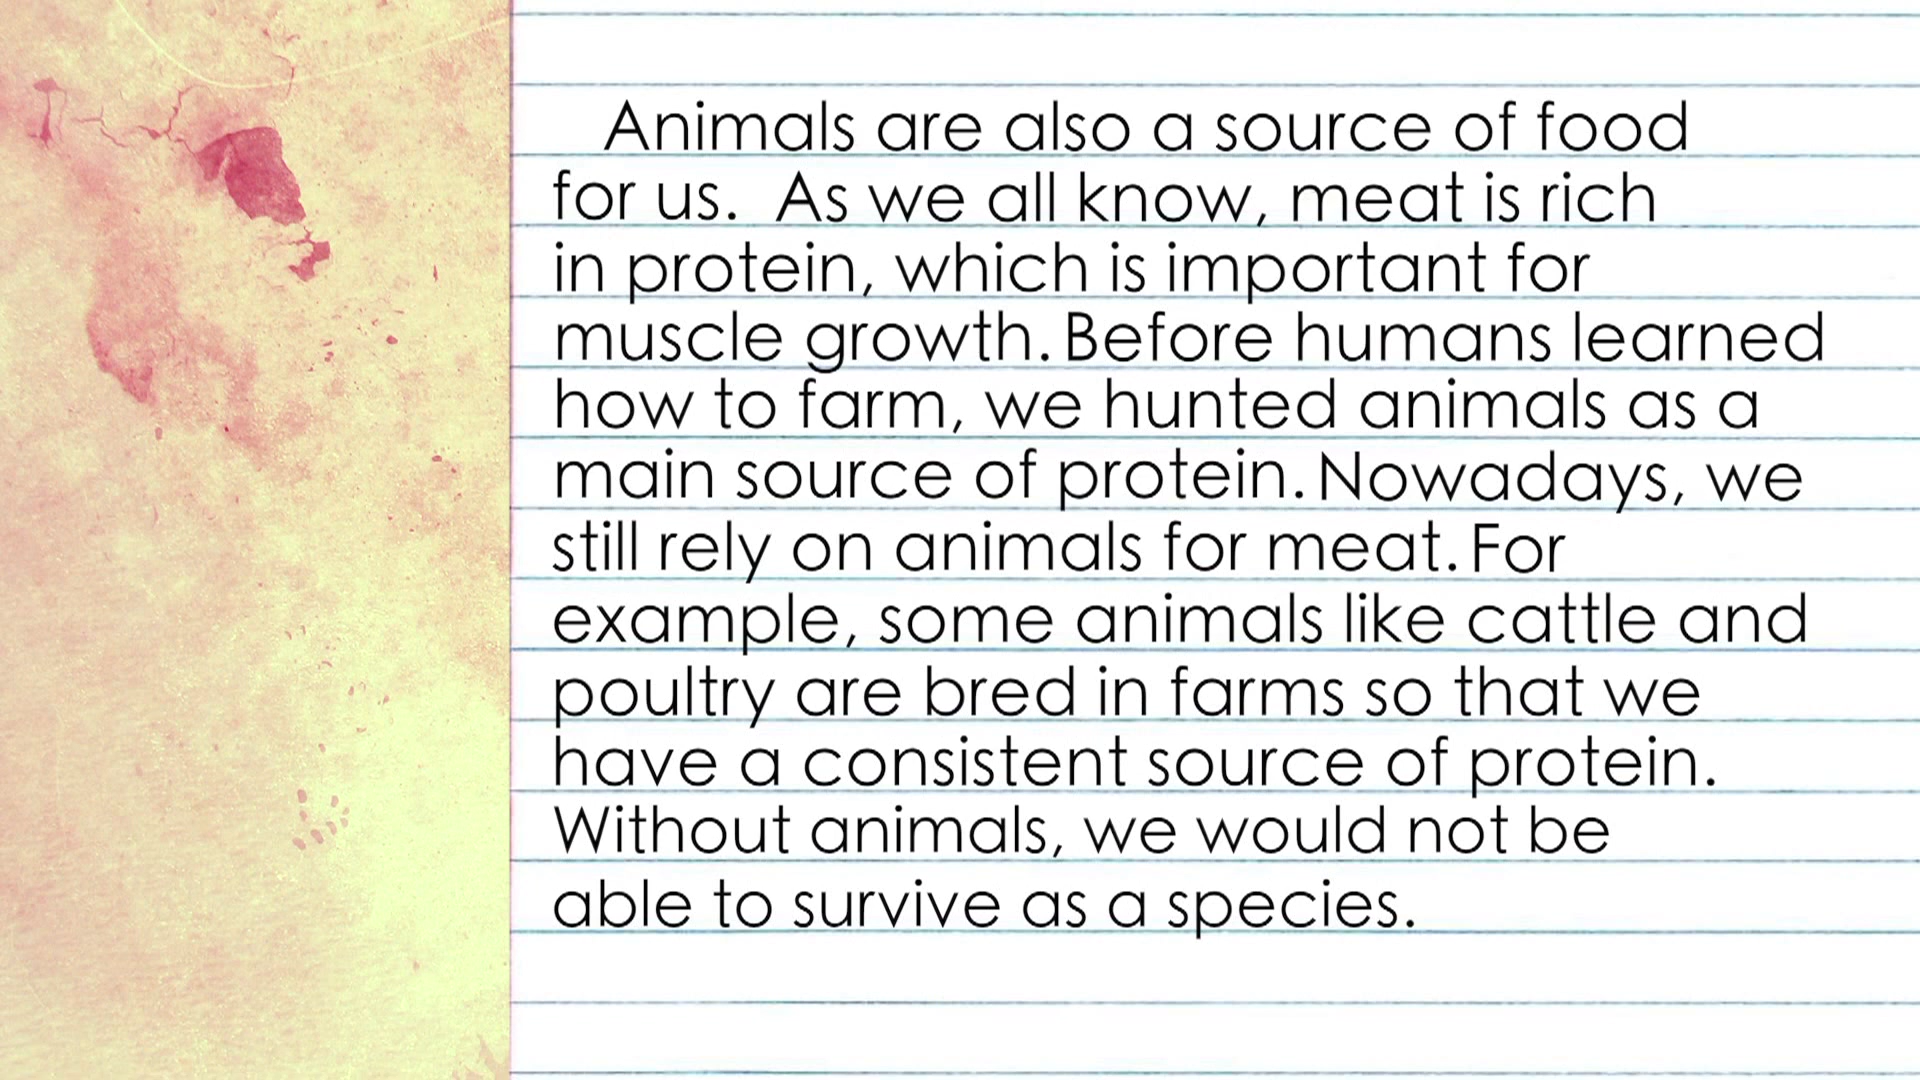 Animals are also a source of food
for us. As we all know, meat is rich
in protein, which is important for
muscle growth. Before humans learned
how to farm, we hunted animals as a
main source of protein. Nowadays, we
still rely on animals for meat. For
example, some animals like cattle and
poultry are bred in farms so that we
have a consistent source of protein.
Without animals, we would not be
able to survive as a species.